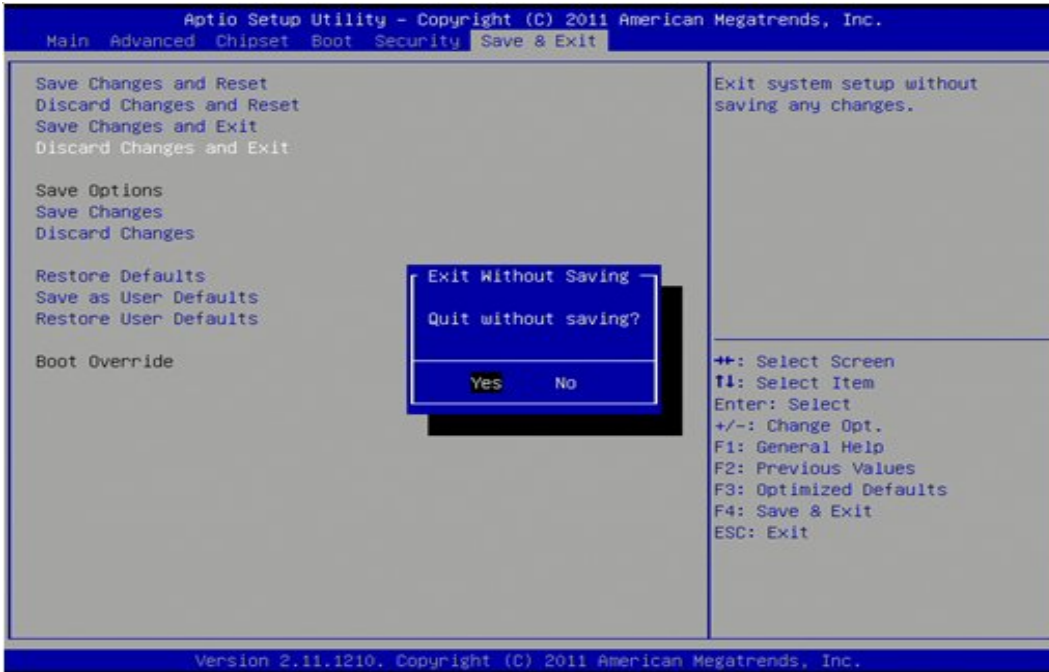 Aptio Setup Utility – Copyright (C) 2011 American Megatrends, Inc.
Main Advanced Chipset Boot Security Save & Exit
Save Changes and Reset
Discard Changes and Reset
Save Changes and Exit
Discard Changes and Exit
Save Options
Save Changes
Discard Changes
Restore Defaults
Save as User Defaults
Restore User Defaults
Boot Override
Exit Without Saving
Quit without saving?
Yes No
Exit system setup without
saving any changes.
→←: Select Screen
↑↓: Select Item
Enter: Select
+/-: Change Opt.
F1: General Help
F2: Previous Values
F3: Optimized Defaults
F4: Save & Exit
ESC: Exit
Version 2.11.1210. Copyright (C) 2011 American Megatrends, Inc.